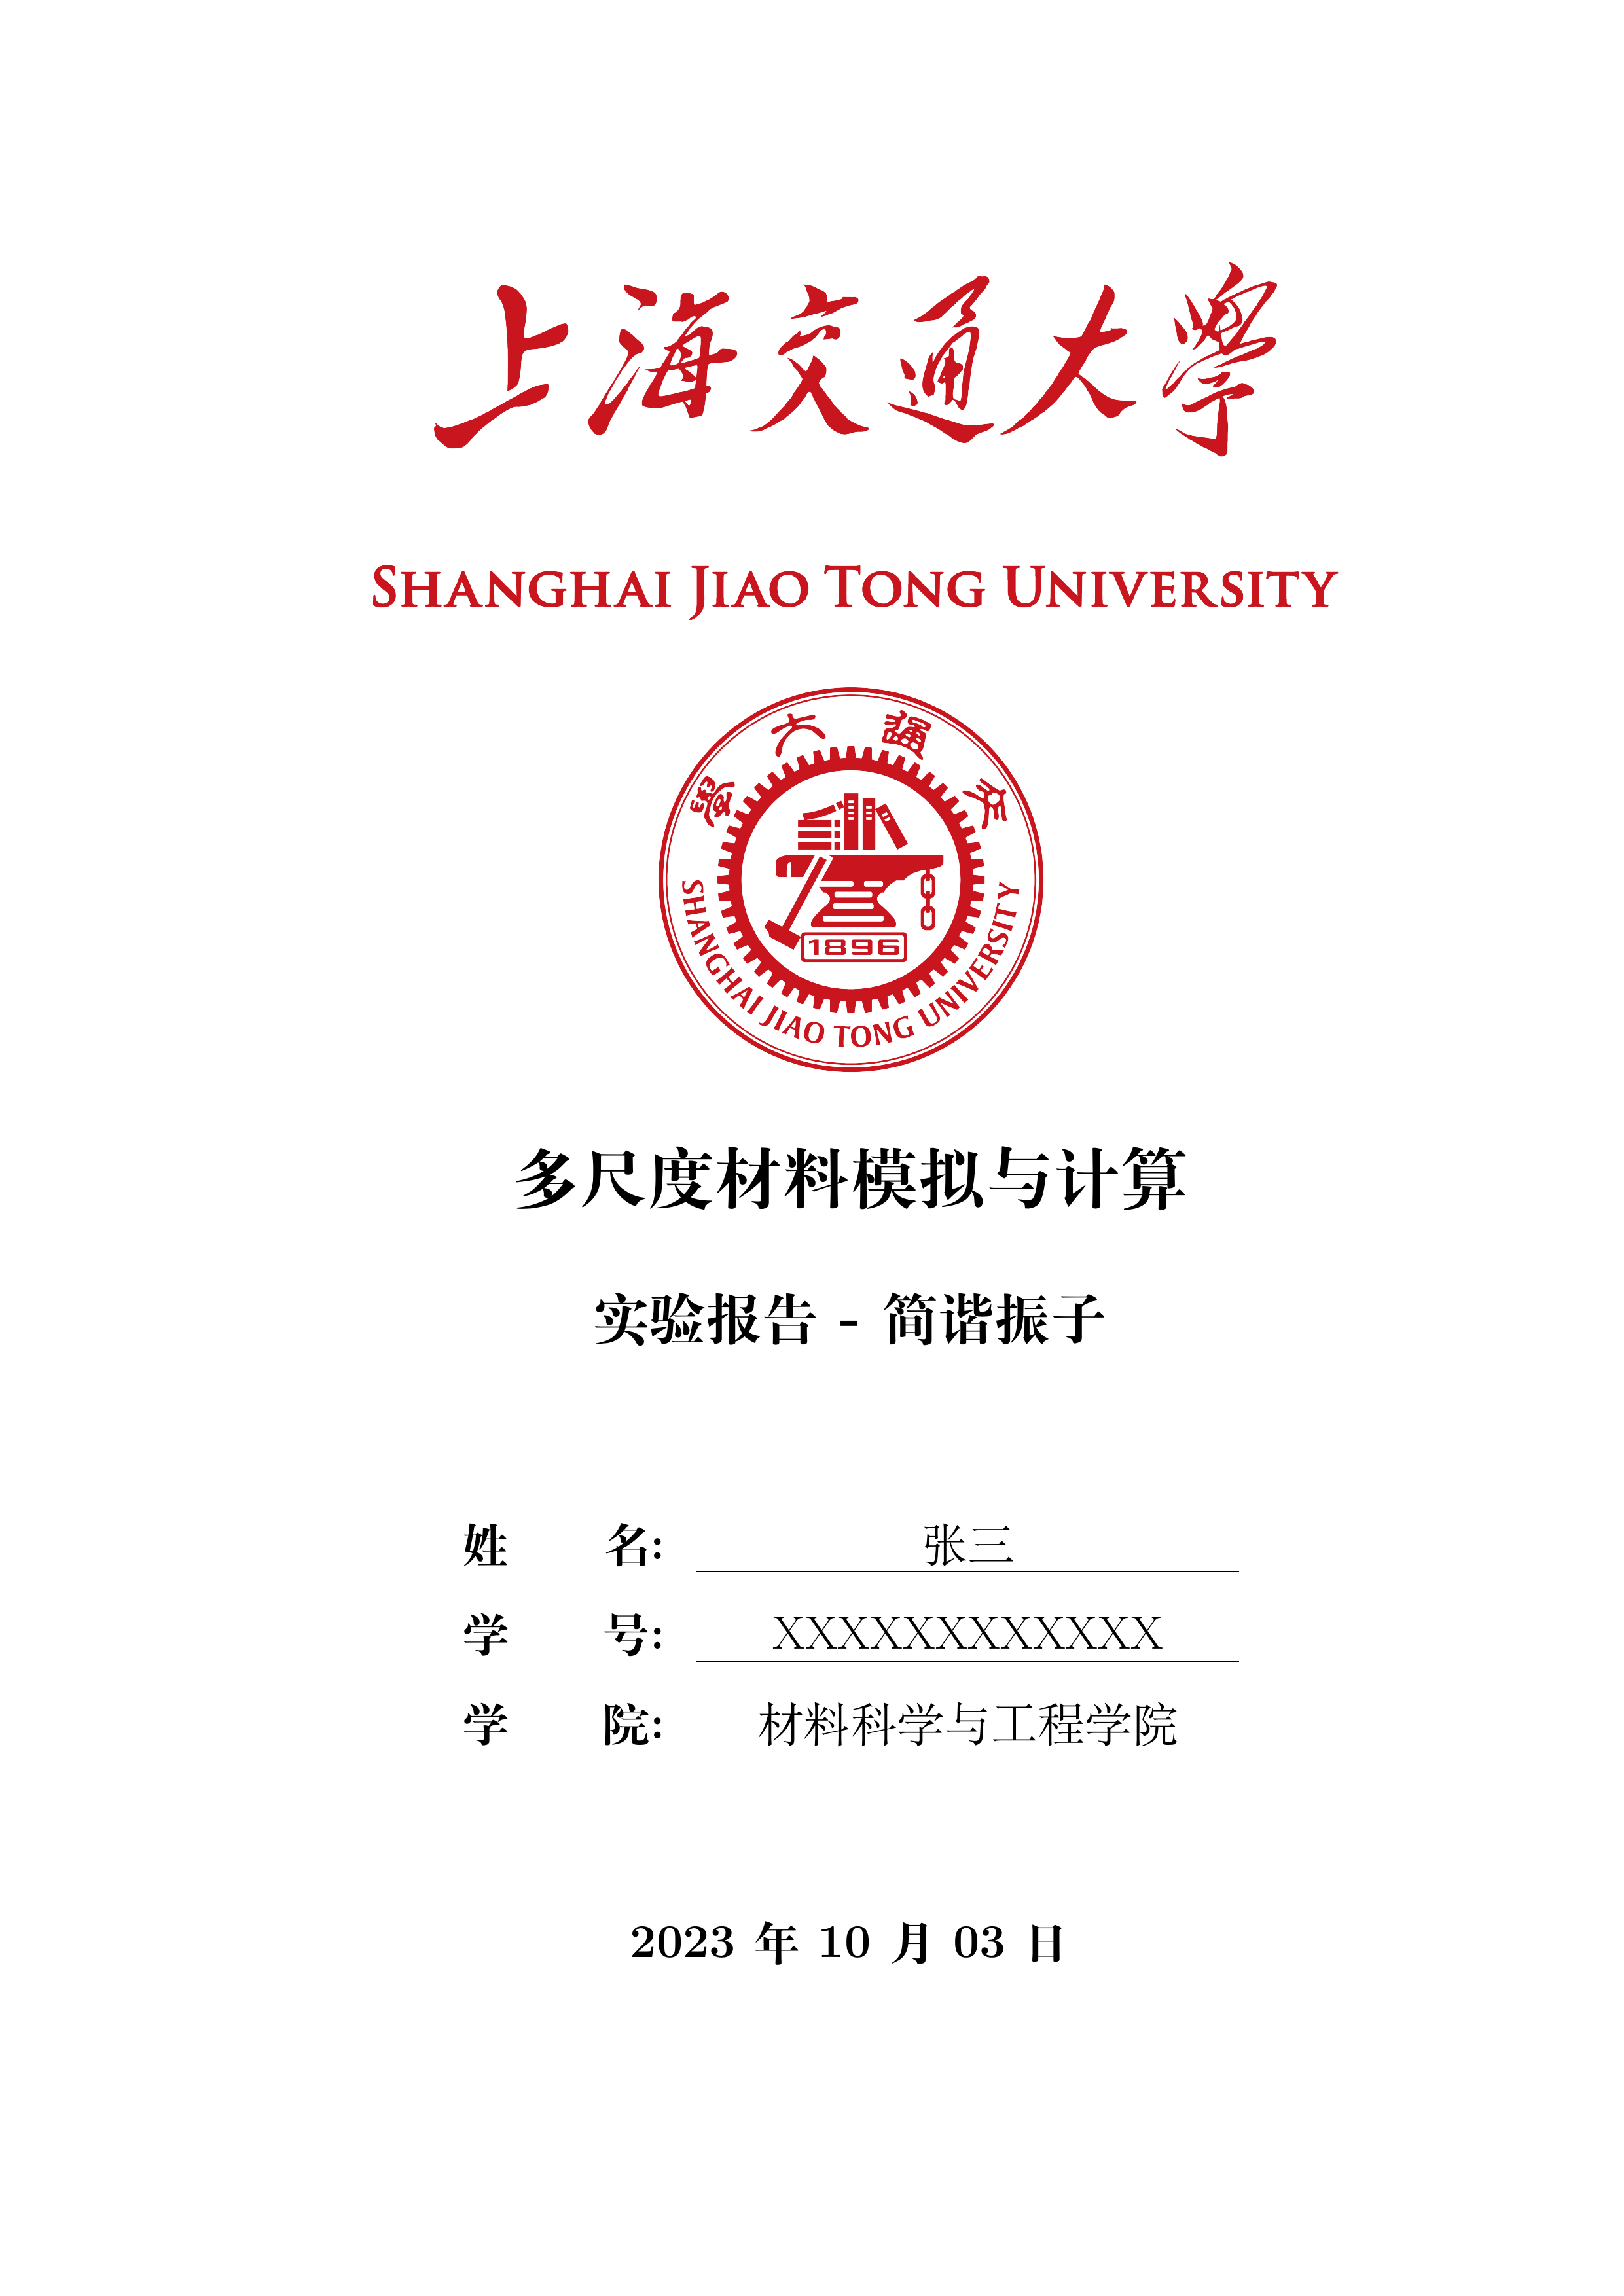 上海交通大學
SHANGHAI JIAO TONG UNIVERSITY
學大通交
1896
SHANGHAI JIAO TONG UNIVERSITY
多尺度材料模拟与计算
实验报告 - 简谐振子
姓 名: 张三
学 号: XXXXXXXXXXXX
学 院: 材料科学与工程学院
2023 年 10 月 03 日